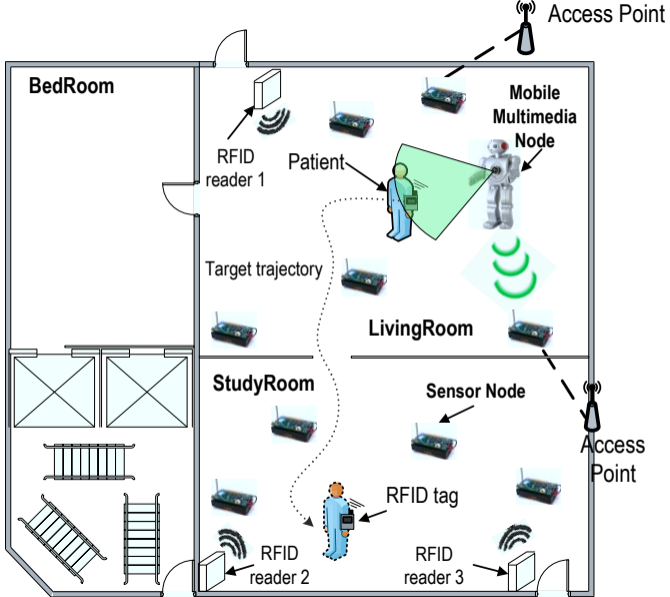 Access Point
BedRoom
Mobile
Multimedia
Node
RFID
reader 1
Patient
Target trajectory
LivingRoom
StudyRoom
Sensor Node
Access
Point
RFID tag
RFID
reader 2
RFID
reader 3